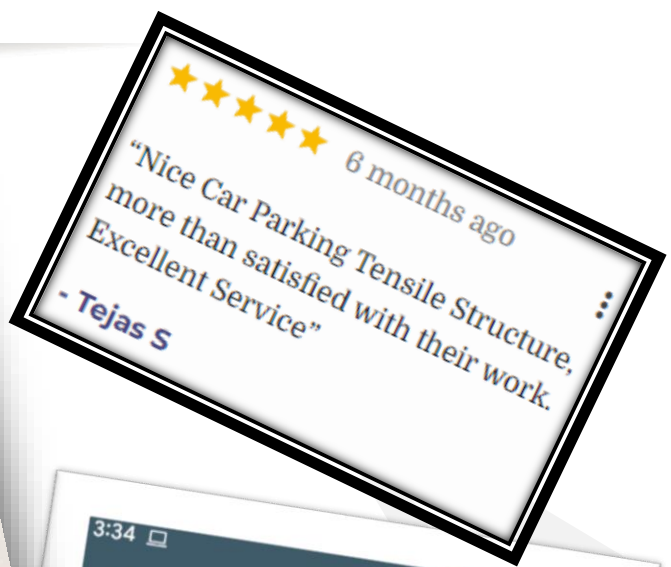 6 months ago
“Nice Car Parking Tensile Structure,
more than satisfied with their work.
Excellent Service”
- Tejas S
3:34